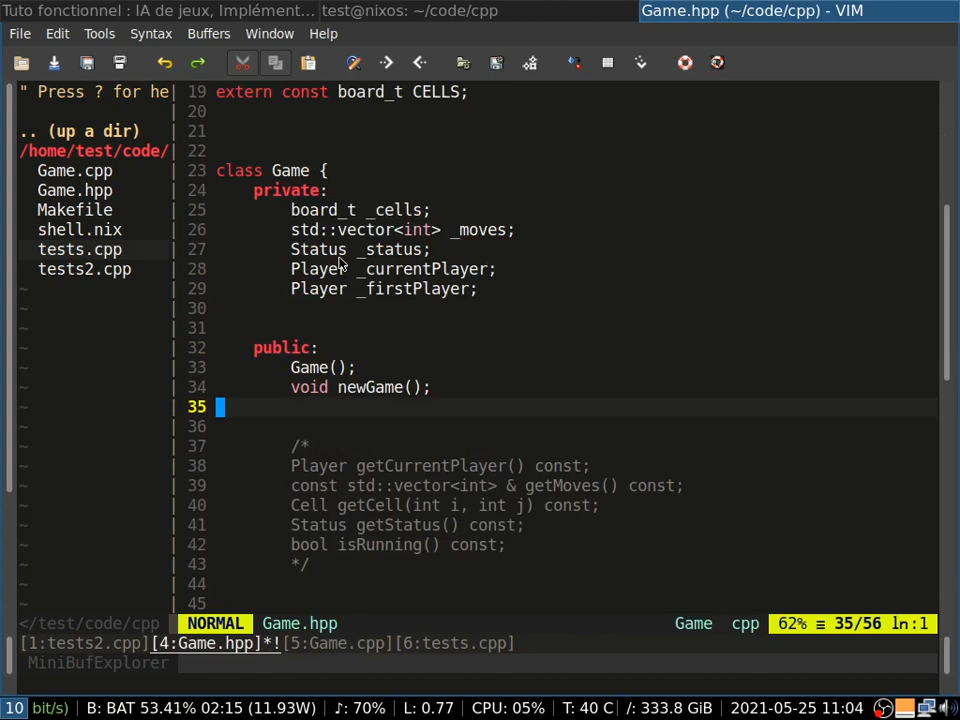 Tuto fonctionnel : IA de jeux, Implément... test@nixos: ~/code/cpp Game.hpp (~/code/cpp) - VIM
File Edit Tools Syntax Buffers Window Help
" Press ? for he| 19 extern const board_t CELLS;
| 20
.. (up a dir) | 21
/home/test/code/| 22
Game.cpp | 23 class Game {
Game.hpp | 24 private:
Makefile | 25 board_t _cells;
shell.nix | 26 std::vector<int> _moves;
tests.cpp | 27 Status _status;
tests2.cpp | 28 Player _currentPlayer;
~ | 29 Player _firstPlayer;
~ | 30
~ | 31
~ | 32 public:
~ | 33 Game();
~ | 34 void newGame();
~ | 35
~ | 36
~ | 37 /*
~ | 38 Player getCurrentPlayer() const;
~ | 39 const std::vector<int> & getMoves() const;
~ | 40 Cell getCell(int i, int j) const;
~ | 41 Status getStatus() const;
~ | 42 bool isRunning() const;
~ | 43 */
~ | 44
~ | 45
</test/code/cpp NORMAL Game.hpp Game cpp 62% ≡ 35/56 ln:1
[1:tests2.cpp][4:Game.hpp]*![5:Game.cpp][6:tests.cpp]
MiniBufExplorer
10 bit/s) | B: BAT 53.41% 02:15 (11.93W) | ♪: 70% | L: 0.77 | CPU: 05% | T: 40 C | /: 333.8 GiB | 2021-05-25 11:04